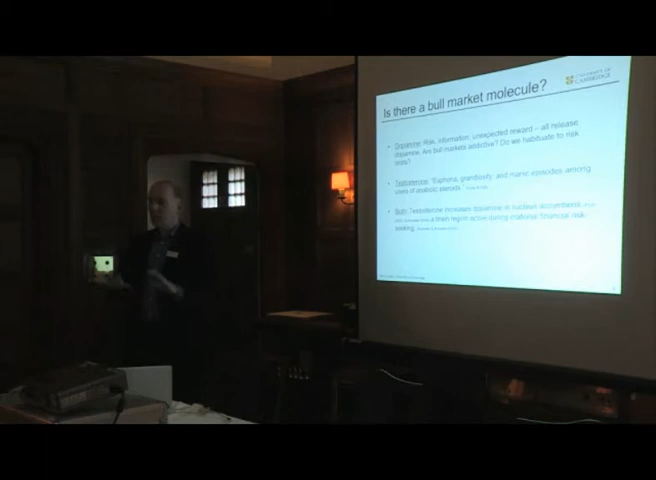 Is there a bull market molecule?
UNIVERSITY OF
CAMBRIDGE
• Dopamine: Risk, information, unexpected reward – all release
dopamine. Are bull markets addictive? Do we habituate to risk
• Testosterone: "Euphoria, grandiosity, and manic episodes among
users of anabolic steroids."
• Both: Testosterone increases dopamine in nucleus accumbens
a brain region active during irrational financial risk-
seeking.